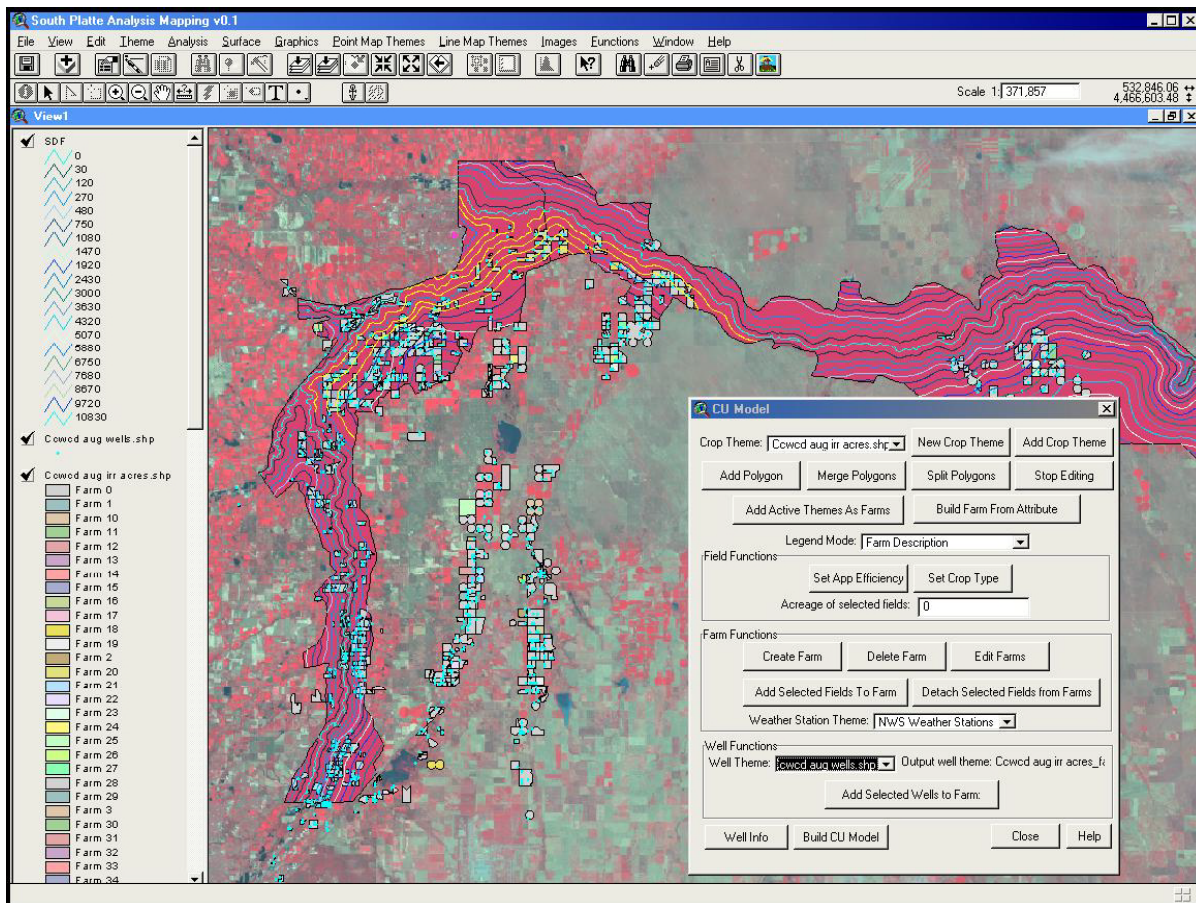 South Platte Analysis Mapping v0.1
File View Edit Theme Analysis Surface Graphics Point Map Themes Line Map Themes Images Functions Window Help
Scale 1: 371,857
532,846.06
4,466,603.48
View1
SDF
0
30
120
270
480
750
1080
1470
1920
2430
3000
3630
4320
5070
5880
6750
7680
8670
9720
10830
Ccwcd aug wells.shp
Ccwcd aug irr acres.shp
Farm 0
Farm 1
Farm 10
Farm 11
Farm 12
Farm 13
Farm 14
Farm 15
Farm 16
Farm 17
Farm 18
Farm 19
Farm 2
Farm 20
Farm 21
Farm 22
Farm 23
Farm 24
Farm 25
Farm 26
Farm 27
Farm 28
Farm 29
Farm 3
Farm 30
Farm 31
Farm 32
Farm 33
Farm 34
CU Model
Crop Theme: Ccwcd aug irr acres.shp New Crop Theme Add Crop Theme
Add Polygon Merge Polygons Split Polygons Stop Editing
Add Active Themes As Farms Build Farm From Attribute
Legend Mode: Farm Description
Field Functions
Set App Efficiency Set Crop Type
Acreage of selected fields: 0
Farm Functions
Create Farm Delete Farm Edit Farms
Add Selected Fields To Farm Detach Selected Fields from Farms
Weather Station Theme: NWS Weather Stations
Well Functions
Well Theme: cwcd aug wells.shp Output well theme: Ccwcd aug irr acres_fa
Add Selected Wells to Farm:
Well Info Build CU Model Close Help